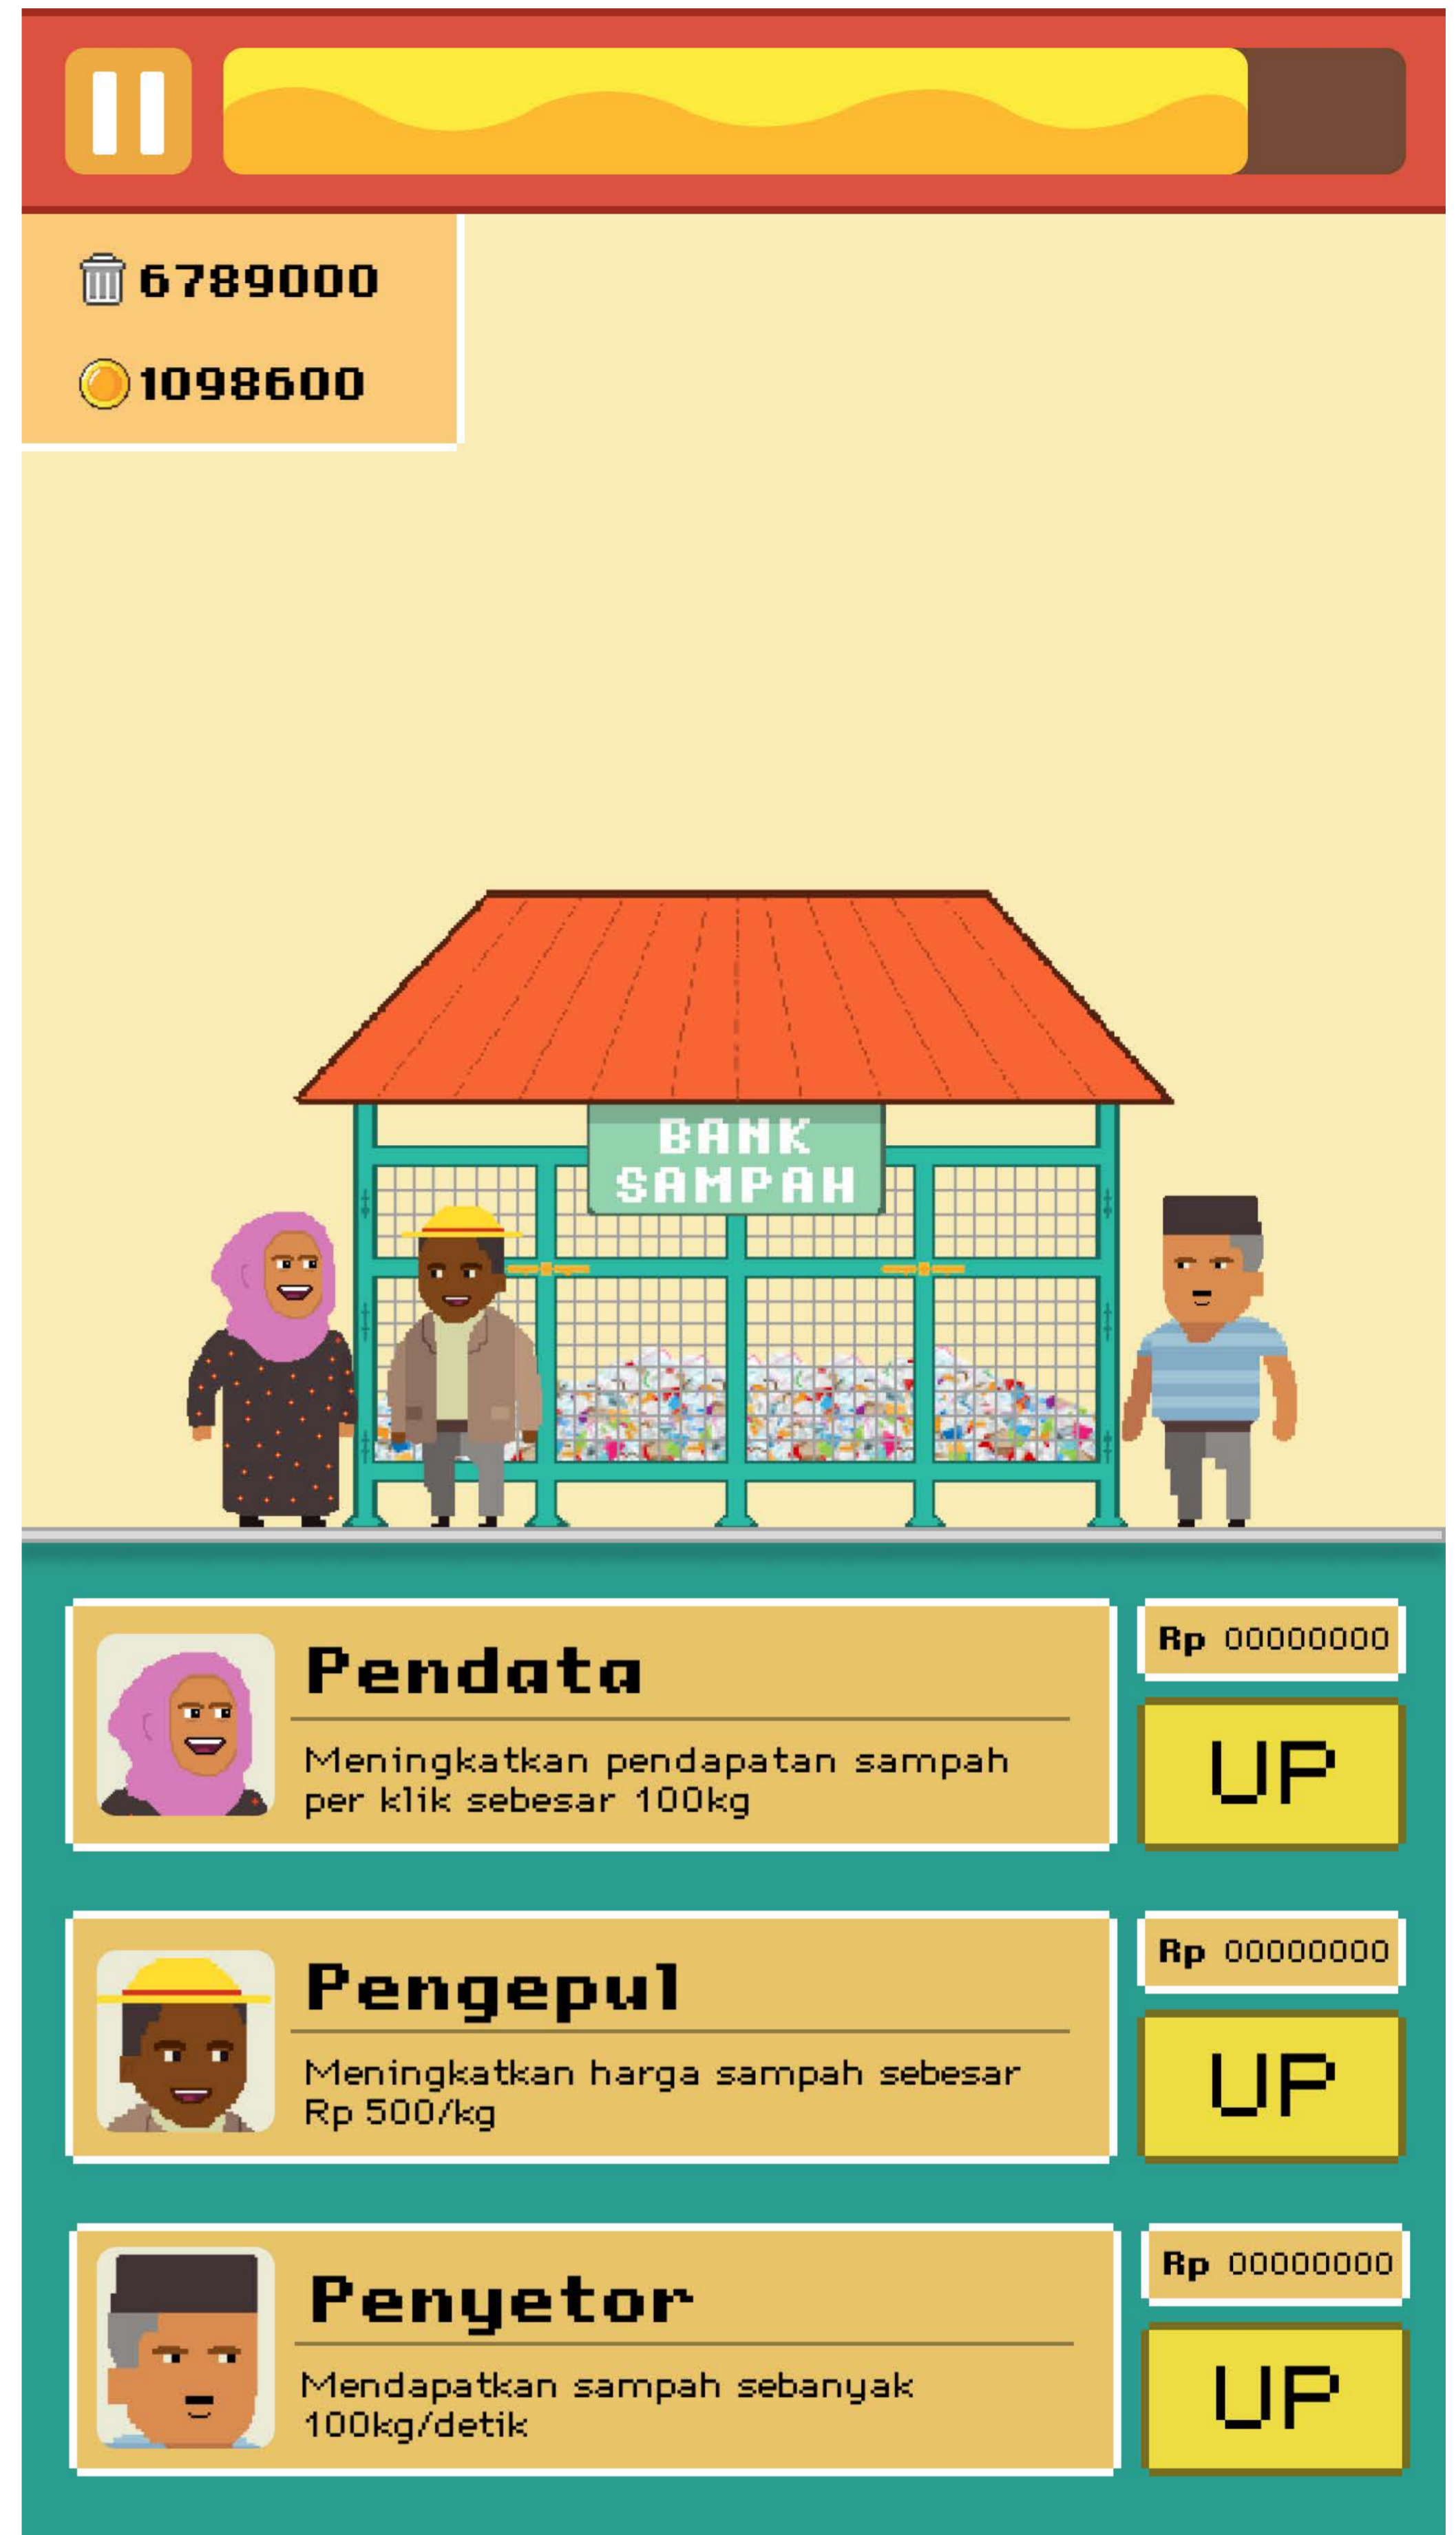 6789000
1098600
BANK
SAMPAH
Pendata
Meningkatkan pendapatan sampah
per klik sebesar 100kg
Rp 00000000
UP
Pengepul
Meningkatkan harga sampah sebesar
Rp 500/kg
Rp 00000000
UP
Penyetor
Mendapatkan sampah sebanyak
100kg/detik
Rp 00000000
UP